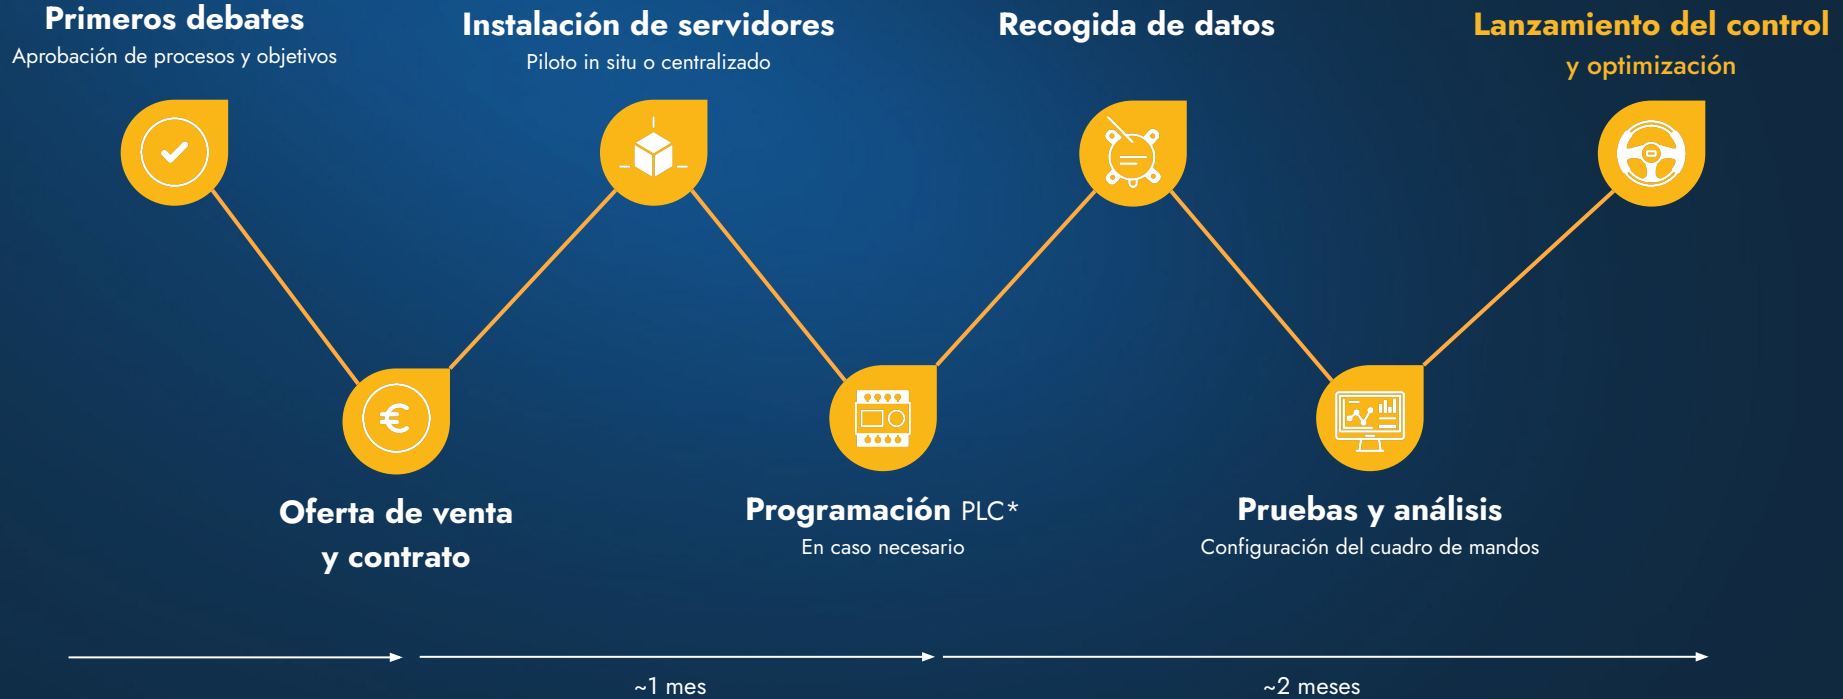 Primeros debates
Aprobación de procesos y objetivos
Instalación de servidores
Piloto in situ o centralizado
Recogida de datos
Lanzamiento del control
y optimización
€
Oferta de venta
y contrato
Programación PLC*
En caso necesario
Pruebas y análisis
Configuración del cuadro de mandos
~1 mes
~2 meses